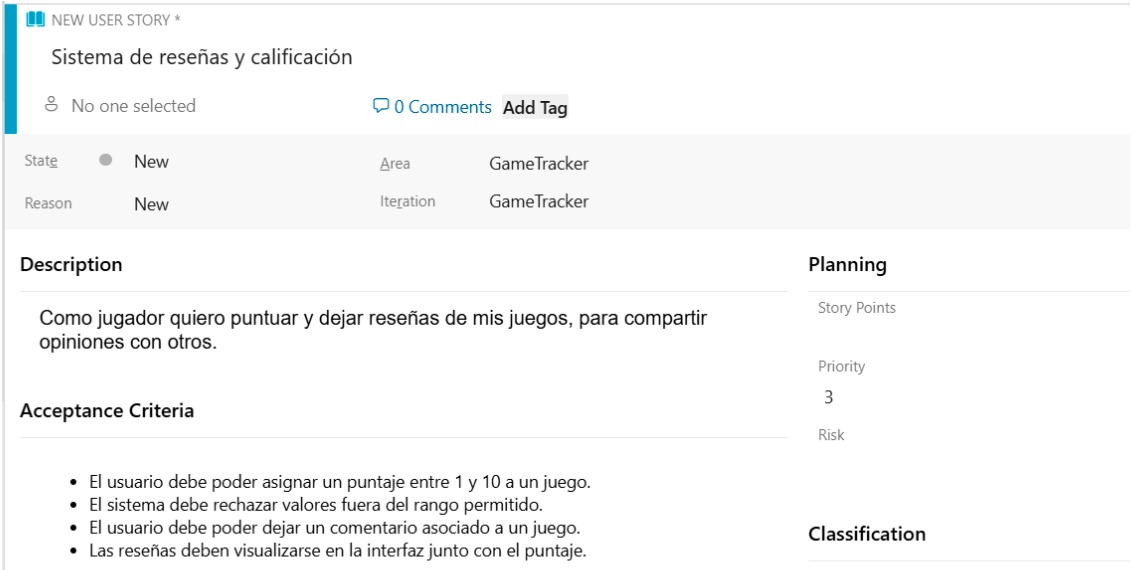 NEW USER STORY *
Sistema de reseñas y calificación
No one selected
0 Comments
Add Tag
State
New
Area
GameTracker
Reason
New
Iteration
GameTracker
Description
Planning
Como jugador quiero puntuar y dejar reseñas de mis juegos, para compartir
opiniones con otros.
Story Points
Priority
3
Acceptance Criteria
Risk
• El usuario debe poder asignar un puntaje entre 1 y 10 a un juego.
• El sistema debe rechazar valores fuera del rango permitido.
• El usuario debe poder dejar un comentario asociado a un juego.
• Las reseñas deben visualizarse en la interfaz junto con el puntaje.
Classification